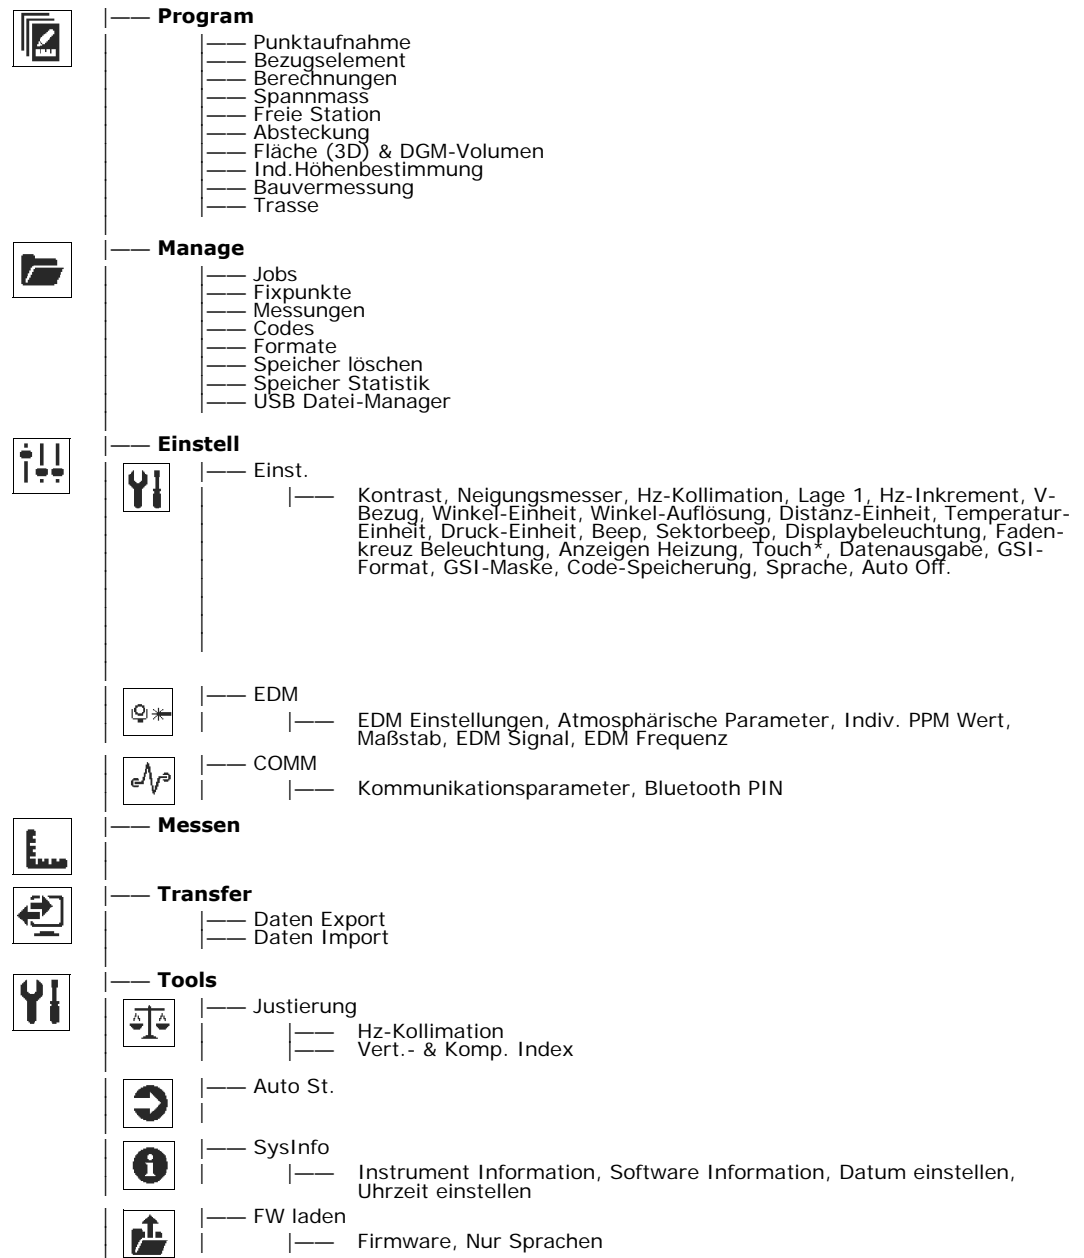 Program
Punktaufnahme
Bezugselement
Berechnungen
Spannmass
Freie Station
Absteckung
Fläche (3D) & DGM-Volumen
Ind.Höhenbestimmung
Bauvermessung
Trasse
Manage
Jobs
Fixpunkte
Messungen
Codes
Formate
Speicher löschen
Speicher Statistik
USB Datei-Manager
Einstell
Einst.
Kontrast, Neigungsmesser, Hz-Kollimation, Lage 1, Hz-Inkrement, V-
Bezug, Winkel-Einheit, Winkel-Auflösung, Distanz-Einheit, Temperatur-
Einheit, Druck-Einheit, Beep, Sektorbeep, Displaybeleuchtung, Faden-
kreuz Beleuchtung, Anzeigen Heizung, Touch*, Datenausgabe, GSI-
Format, GSI-Maske, Code-Speicherung, Sprache, Auto Off.
EDM
EDM Einstellungen, Atmosphärische Parameter, Indiv. PPM Wert,
Maßstab, EDM Signal, EDM Frequenz
COMM
Kommunikationsparameter, Bluetooth PIN
Messen
Transfer
Daten Export
Daten Import
Tools
Justierung
Hz-Kollimation
Vert.- & Komp. Index
Auto St.
SysInfo
Instrument Information, Software Information, Datum einstellen,
Uhrzeit einstellen
FW laden
Firmware, Nur Sprachen